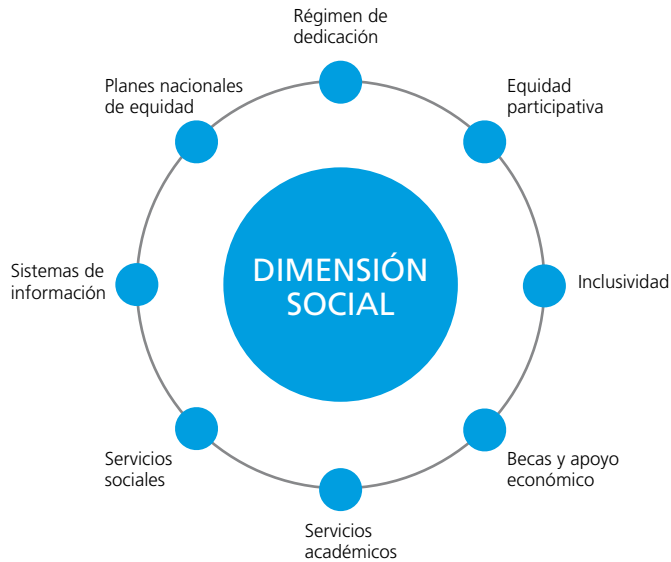 Régimen de
dedicación
Equidad
participativa
Inclusividad
Becas y apoyo
económico
Servicios
académicos
Servicios
sociales
Sistemas de
información
Planes nacionales
de equidad
DIMENSIÓN
SOCIAL